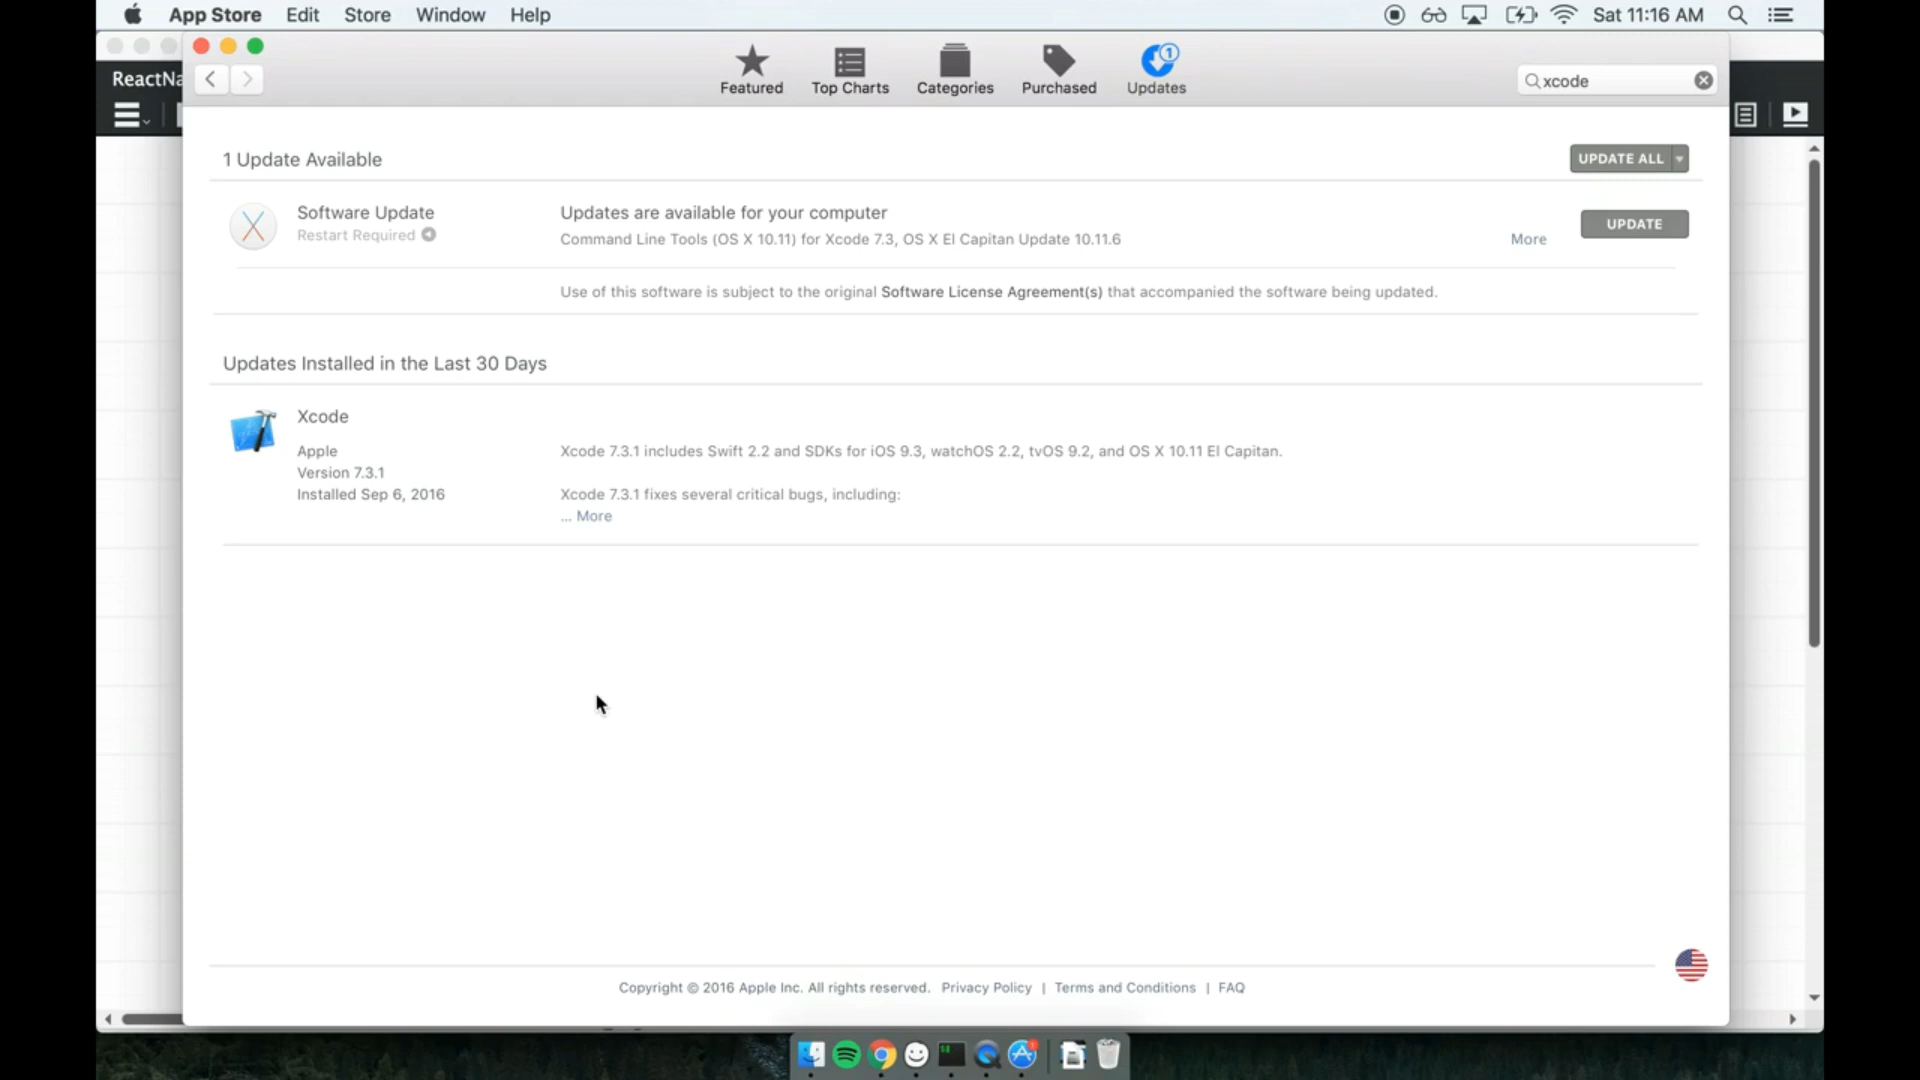 App Store Edit Store Window Help
Sat 11:16 AM
ReactNa
Featured
Top Charts
Categories
Purchased
1
Updates
xcode
1 Update Available
UPDATE ALL
Software Update
Restart Required
Updates are available for your computer
Command Line Tools (OS X 10.11) for Xcode 7.3, OS X El Capitan Update 10.11.6
More
UPDATE
Use of this software is subject to the original Software License Agreement(s) that accompanied the software being updated.
Updates Installed in the Last 30 Days
Xcode
Apple
Version 7.3.1
Installed Sep 6, 2016
Xcode 7.3.1 includes Swift 2.2 and SDKs for iOS 9.3, watchOS 2.2, tvOS 9.2, and OS X 10.11 El Capitan.
Xcode 7.3.1 fixes several critical bugs, including:
... More
Copyright © 2016 Apple Inc. All rights reserved. Privacy Policy | Terms and Conditions | FAQ